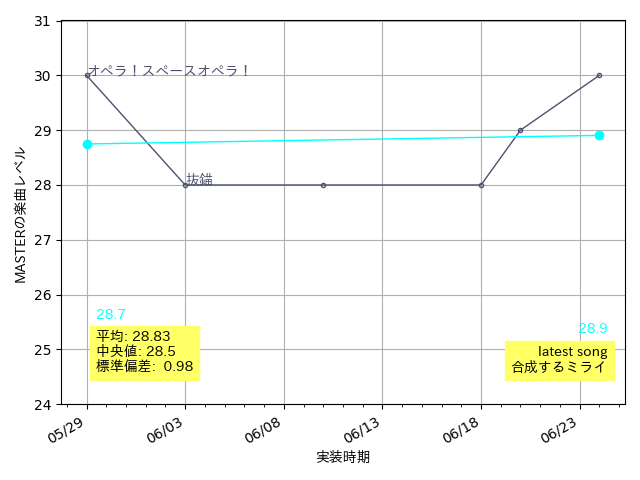 31
30
29
28
27
26
25
24
MASTERの楽曲レベル
オペラ！スペースオペラ！
抜錨
28.7
平均: 28.83
中央値: 28.5
標準偏差: 0.98
28.9
latest song
合成するミライ
05/29
06/03
06/08
06/13
06/18
06/23
実装時期